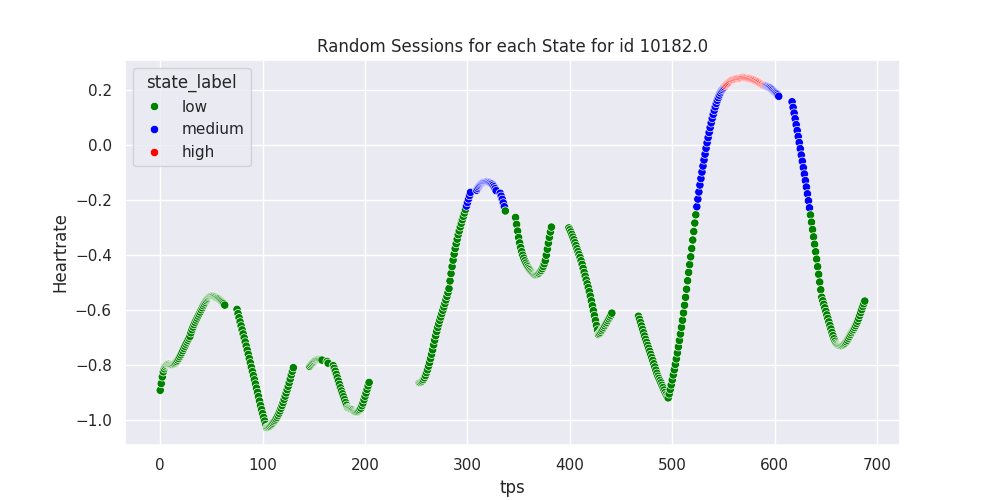 Random Sessions for each State for id 10182.0
state_label
low
medium
high
Heartrate
0.2
0.0
−0.2
−0.4
−0.6
−0.8
−1.0
0 100 200 300 400 500 600 700
tps